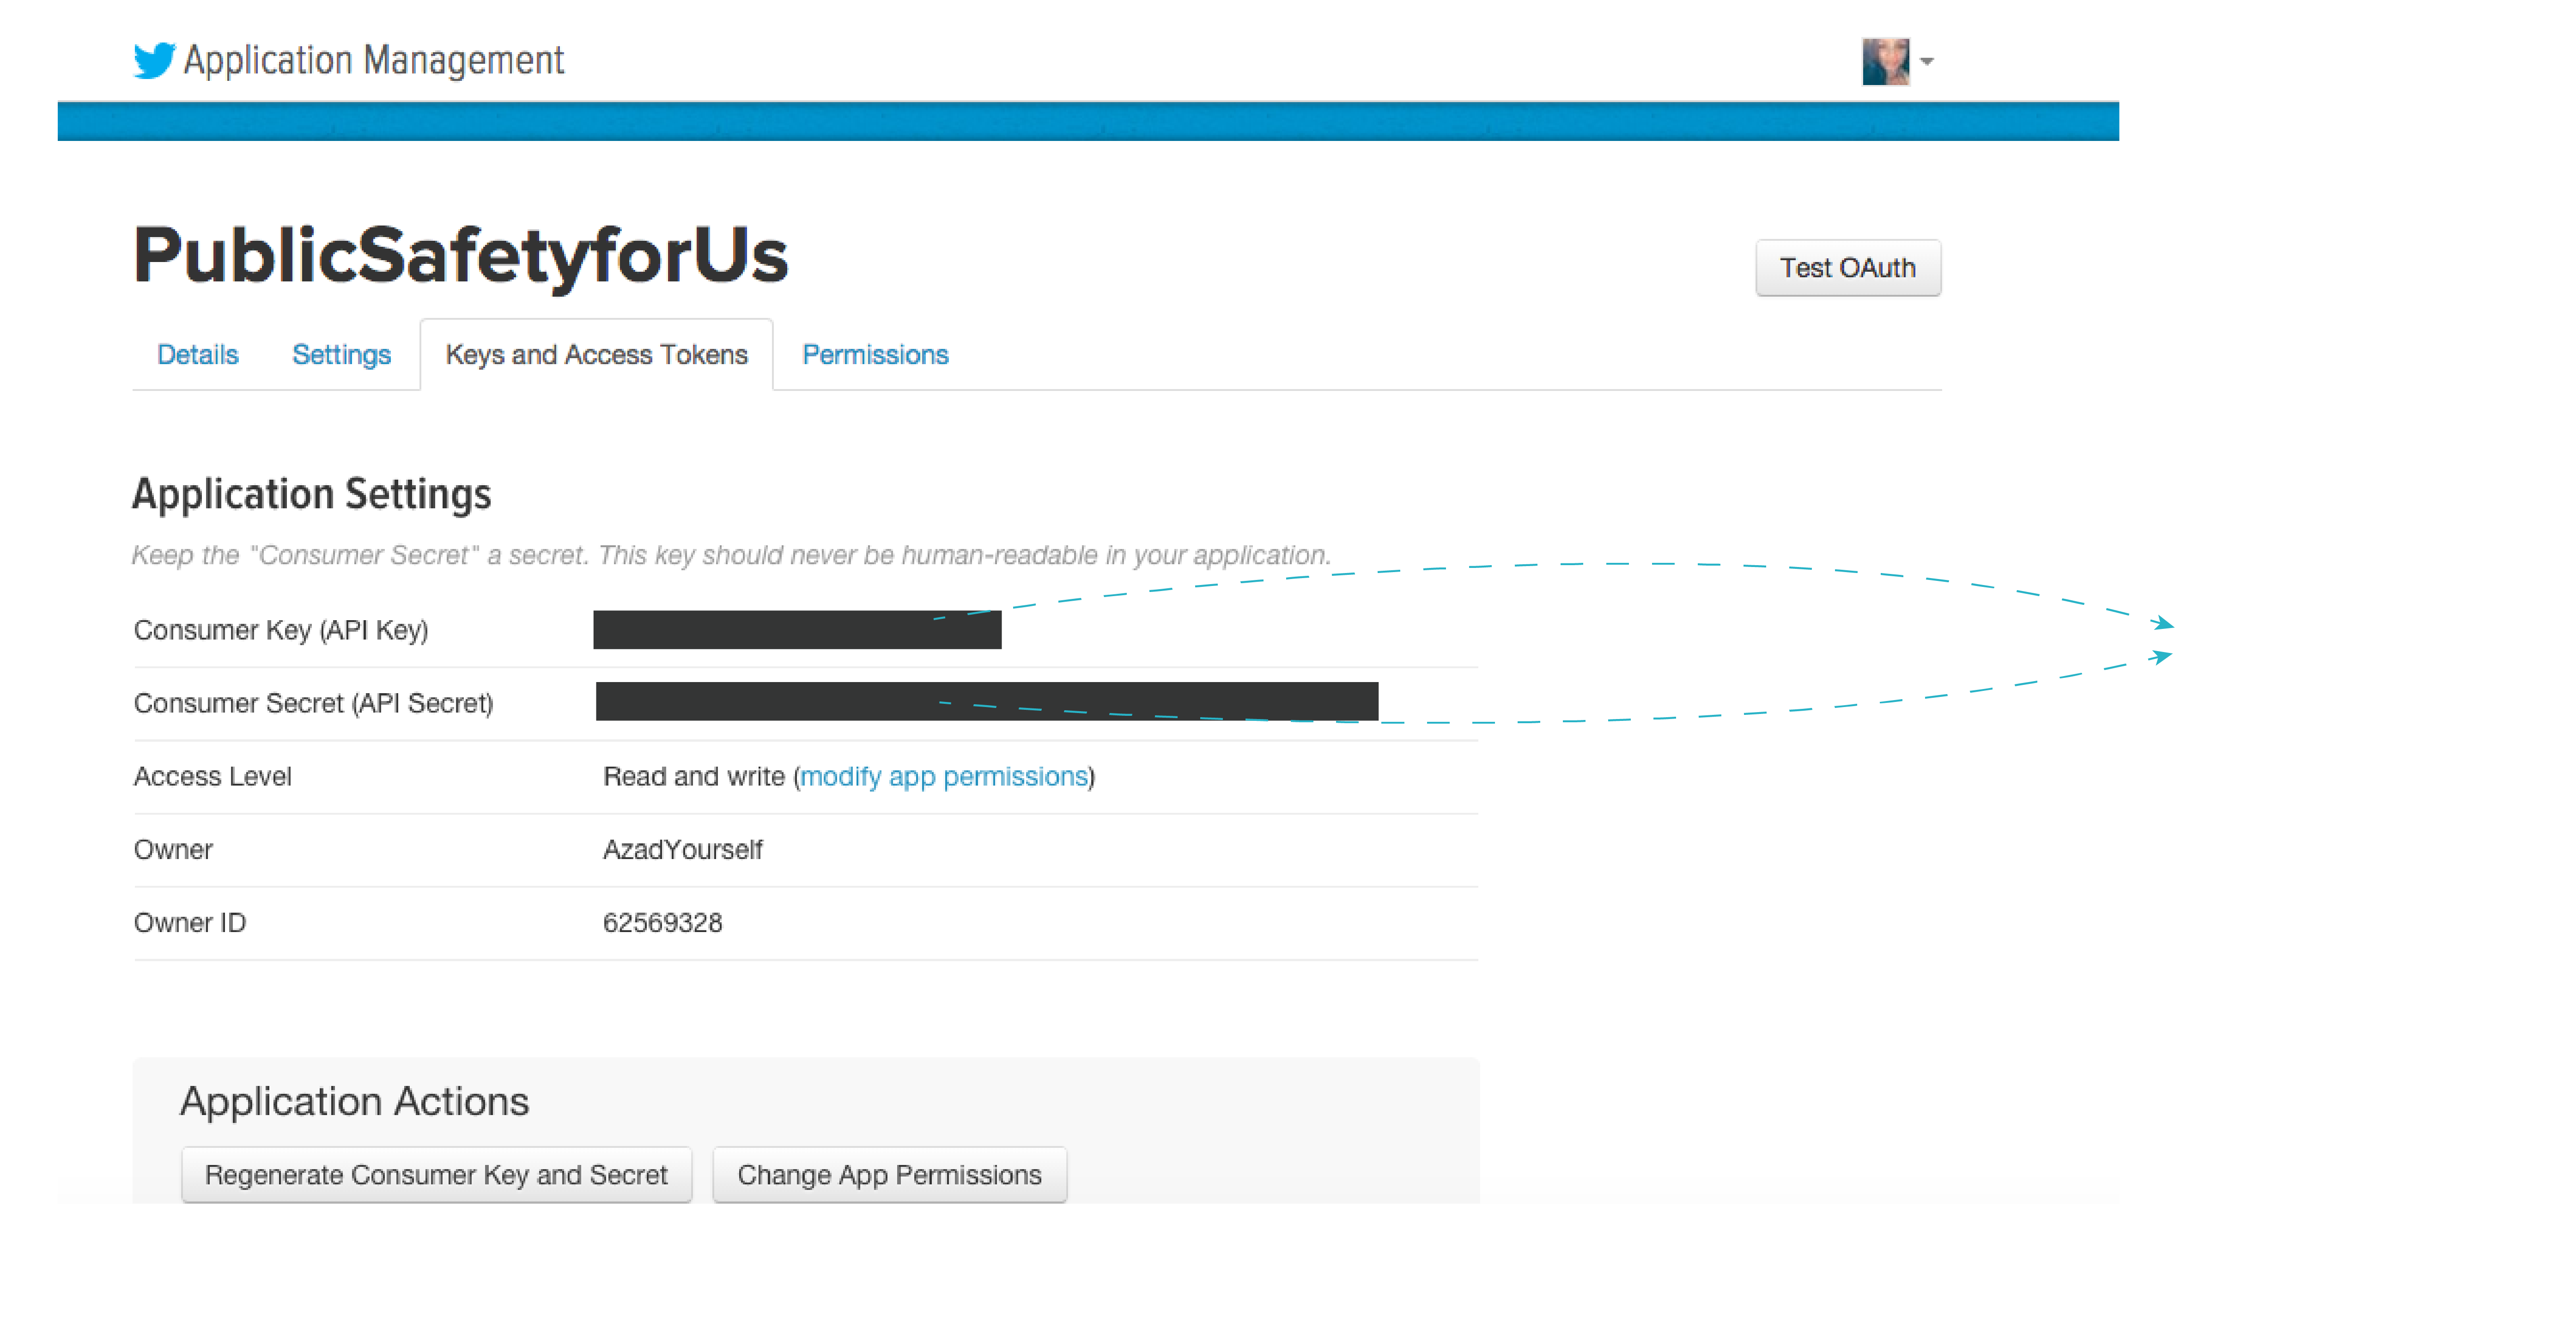 Application Management
PublicSafetyforUs
Test OAuth
Details Settings Keys and Access Tokens Permissions
Application Settings
Keep the "Consumer Secret" a secret. This key should never be human-readable in your application.
Consumer Key (API Key)
Consumer Secret (API Secret)
Access Level Read and write (modify app permissions)
Owner AzadYourself
Owner ID 62569328
Application Actions
Regenerate Consumer Key and Secret Change App Permissions